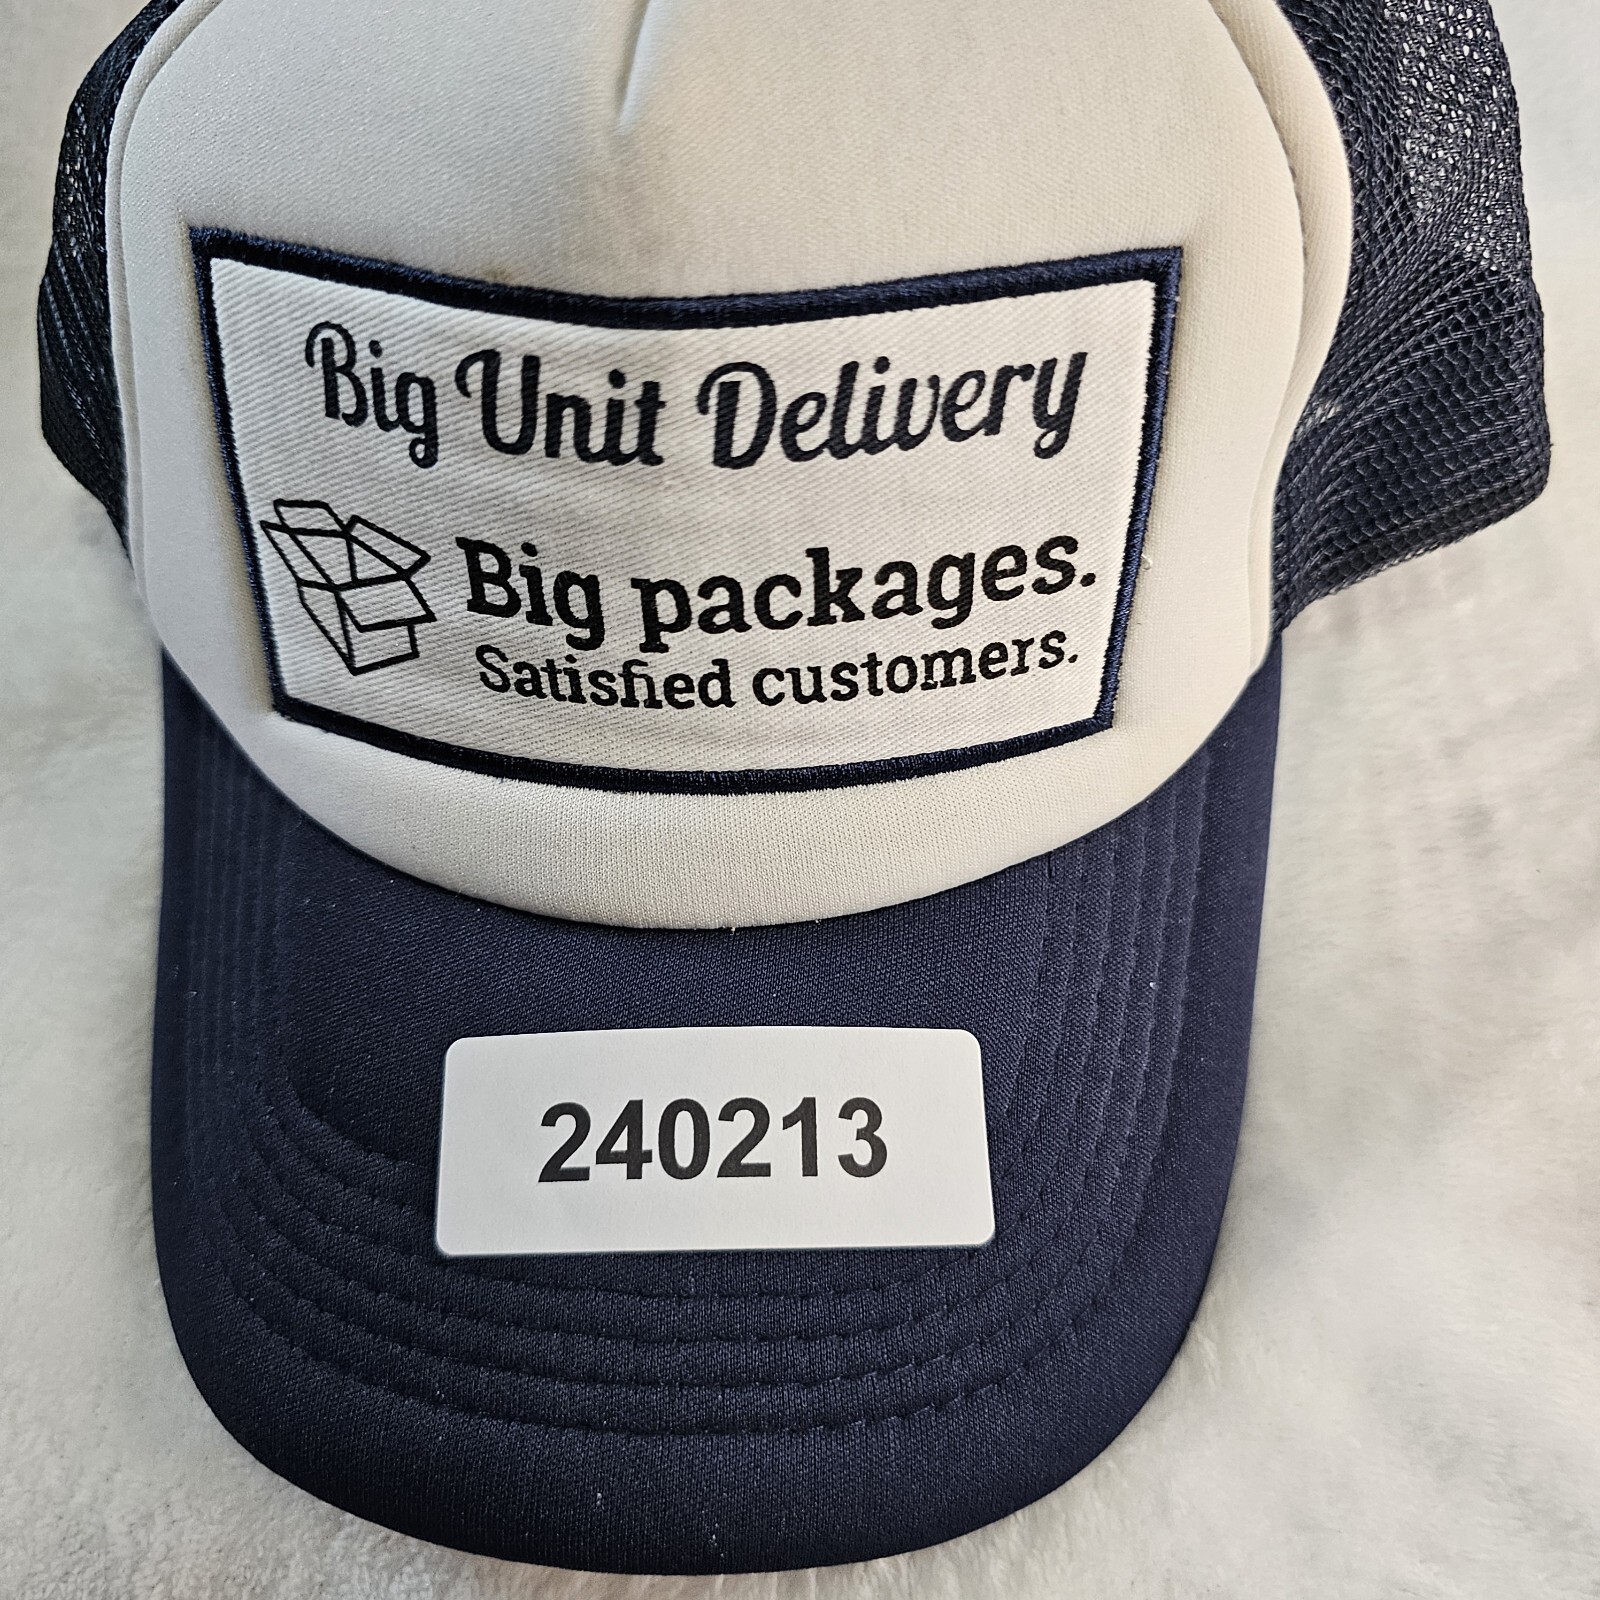 Big Unit Delivery
Big packages.
Satisfied customers.
240213